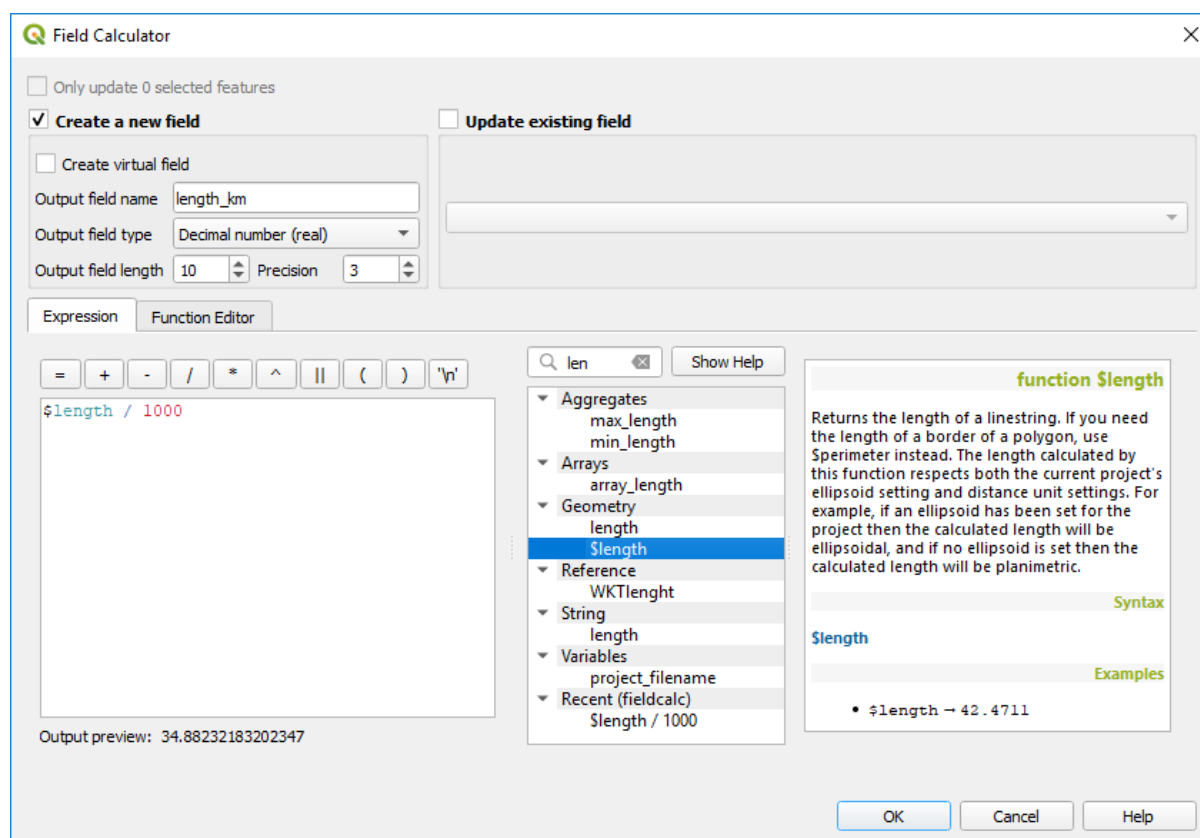 Field Calculator
Only update 0 selected features
Create a new field
Update existing field
Create virtual field
Output field name length_km
Output field type Decimal number (real)
Output field length 10 Precision 3
Expression Function Editor
= + - / * ^ || ( ) '\n'
$length / 1000
Output preview: 34.88232183202347
len Show Help
Aggregates
max_length
min_length
Arrays
array_length
Geometry
length
$length
Reference
WKTlenght
String
length
Variables
project_filename
Recent (fieldcalc)
$length / 1000
function $length
Returns the length of a linestring. If you need
the length of a border of a polygon, use
$perimeter instead. The length calculated by
this function respects both the current project's
ellipsoid setting and distance unit settings. For
example, if an ellipsoid has been set for the
project then the calculated length will be
ellipsoidal, and if no ellipsoid is set then the
calculated length will be planimetric.
Syntax
$length
Examples
• $length → 42.4711
OK Cancel Help